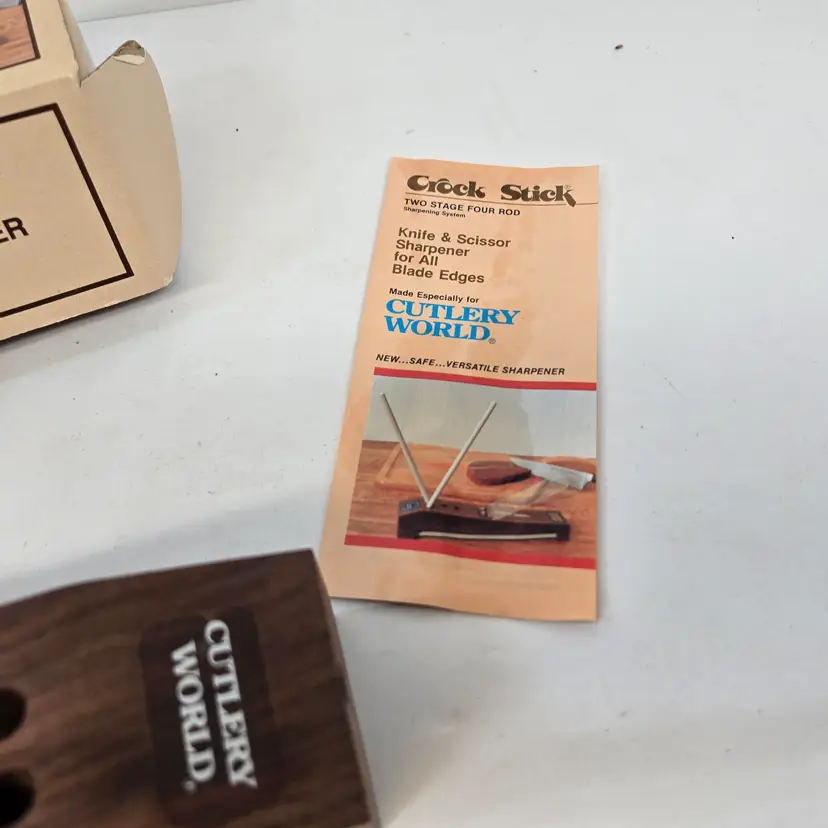 ER
Crock Stick®
TWO STAGE FOUR ROD
Sharpening System
Knife & Scissor
Sharpener
for All
Blade Edges
Made Especially for
CUTLERY
WORLD®
NEW...SAFE...VERSATILE SHARPENER
CUTLERY
WORLD®